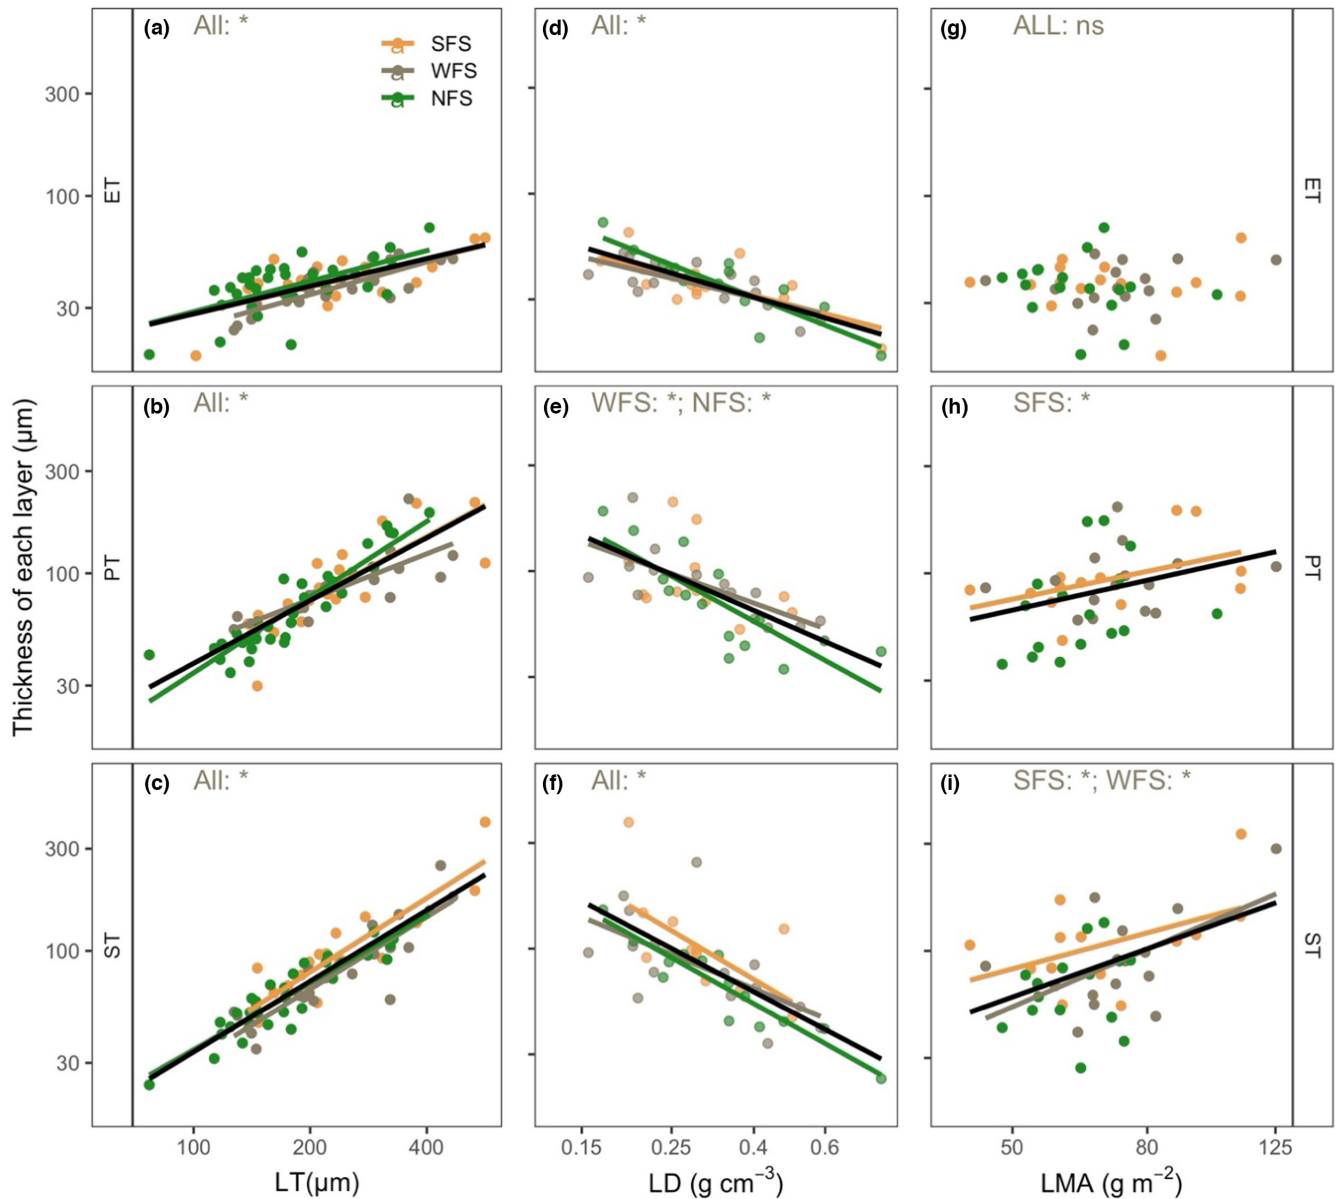 (a) All: *
SFS
WFS
NFS
(d) All: *
(g) ALL: ns
300
100
30
ET
ET
(b) All: *
(e) WFS: *; NFS: *
(h) SFS: *
300
100
30
PT
PT
Thickness of each layer (μm)
(c) All: *
(f) All: *
(i) SFS: *; WFS: *
300
100
30
ST
ST
100 200 400
0.15 0.25 0.4 0.6
50 80 125
LT(μm)
LD (g cm⁻³)
LMA (g m⁻²)